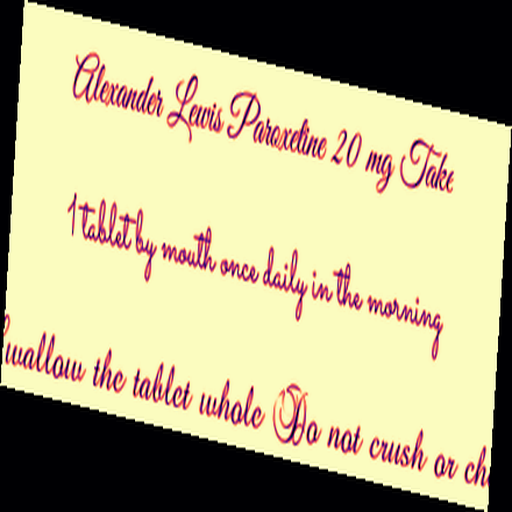 Alexander Lewis Paroxetine 20 mg Take
1 tablet by mouth once daily in the morning
Swallow the tablet whole Do not crush or